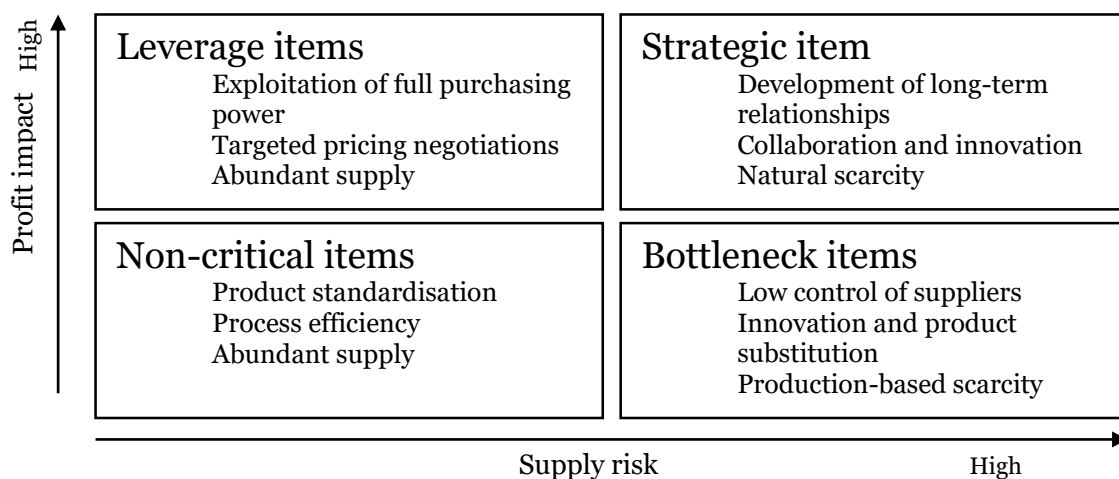 High
Profit impact
Leverage items
Exploitation of full purchasing
power
Targeted pricing negotiations
Abundant supply
Strategic item
Development of long-term
relationships
Collaboration and innovation
Natural scarcity
Non-critical items
Product standardisation
Process efficiency
Abundant supply
Bottleneck items
Low control of suppliers
Innovation and product
substitution
Production-based scarcity
Supply risk
High